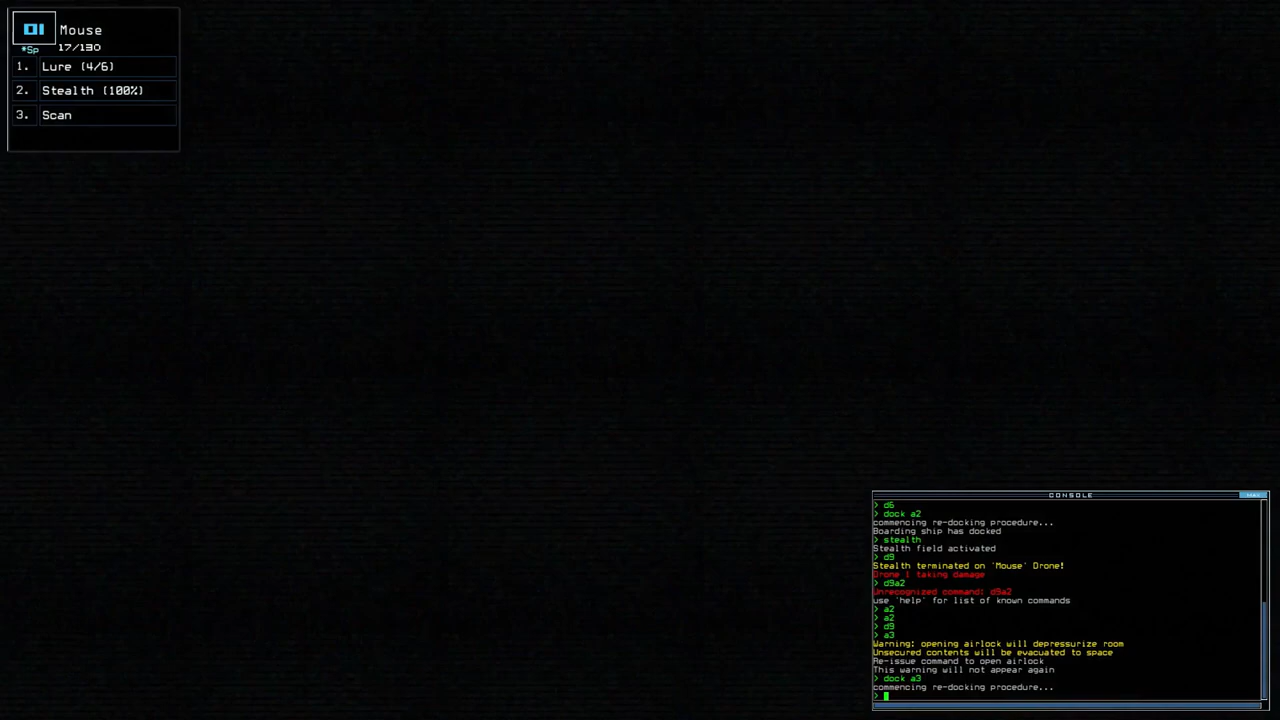 01 Mouse
*Sp 17/130
1. Lure (4/6)
2. Stealth (100%)
3. Scan
CONSOLE
> d6
> dock a2
commencing re-docking procedure...
Boarding ship has docked
> stealth
Stealth field activated
> d9
Stealth terminated on 'Mouse' Drone!
Drone 1 taking damage
> d9a2
Unrecognized command: d9a2
use 'help' for list of known commands
> a2
> a2
> d9
> a3
Warning: opening airlock will depressurize room
Unsecured contents will be evacuated to space
Re-issue command to open airlock
This warning will not appear again
> dock a3
commencing re-docking procedure...
>